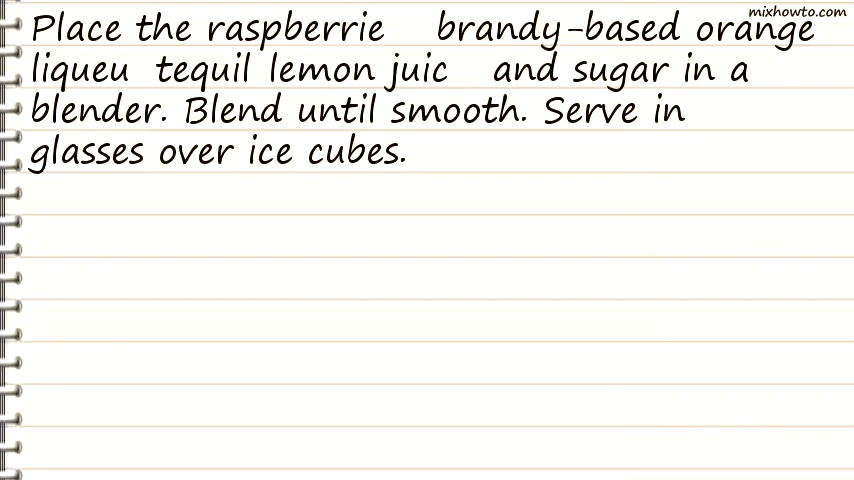 mixhowto.com
Place the raspberrie brandy-based orange
liqueu tequil lemon juic and sugar in a
blender. Blend until smooth. Serve in
glasses over ice cubes.